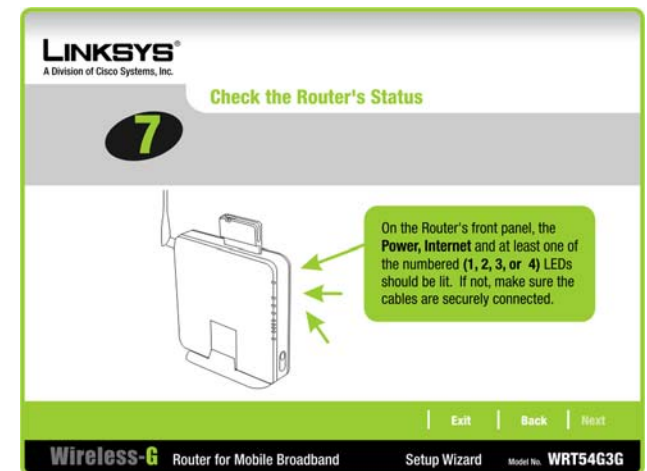 LINKSYS®
A Division of Cisco Systems, Inc.
Check the Router's Status
7
On the Router's front panel, the
Power, Internet and at least one of
the numbered (1, 2, 3, or 4) LEDs
should be lit. If not, make sure the
cables are securely connected.
Exit | Back | Next
Wireless-G Router for Mobile Broadband Setup Wizard Model No. WRT54G3G